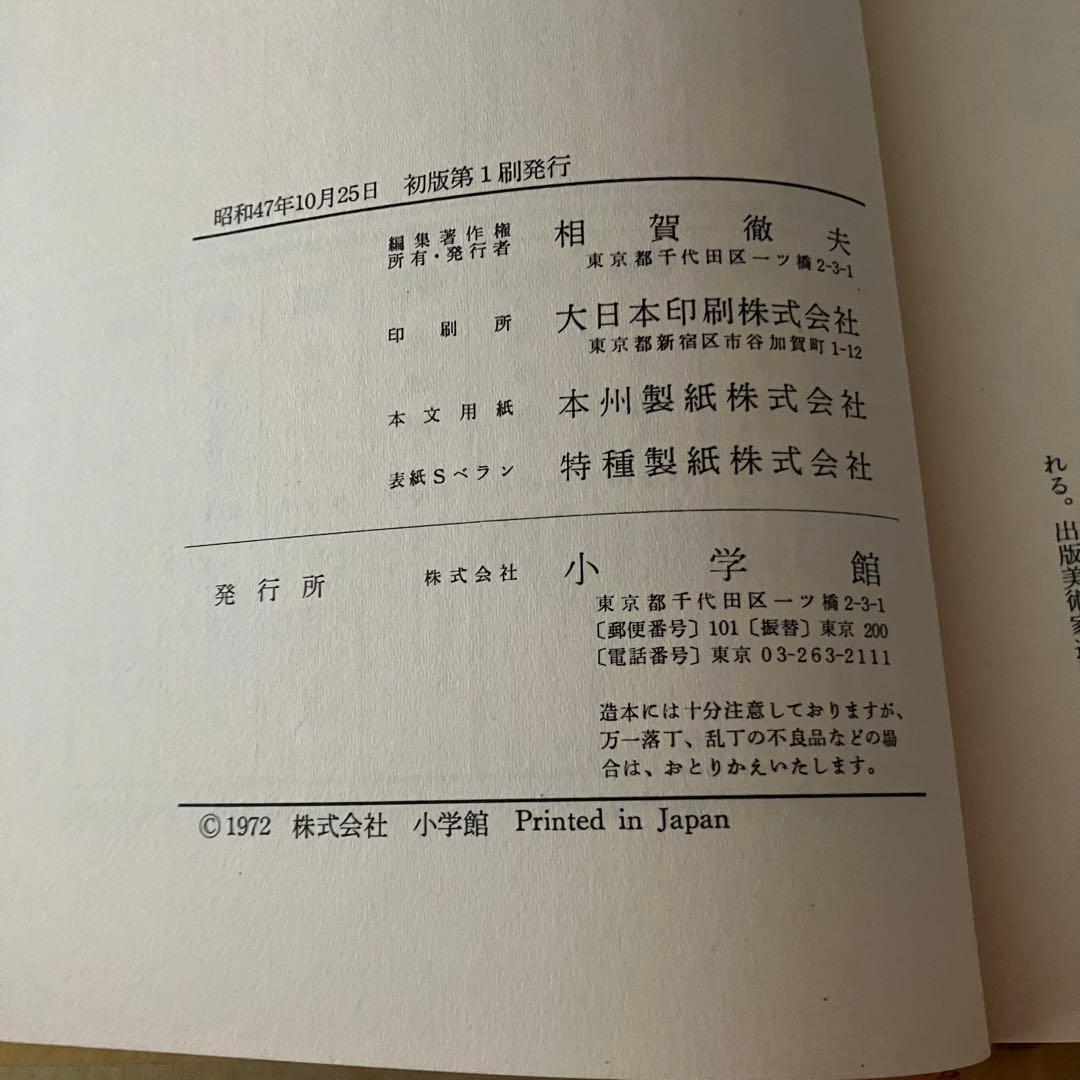 昭和47年10月25日 初版第1刷発行
編集著作権
所有・発行者 相賀徹夫
東京都千代田区一ツ橋2-3-1
印刷所 大日本印刷株式会社
東京都新宿区市谷加賀町1-12
本文用紙 本州製紙株式会社
表紙Sベラン 特種製紙株式会社
発行所 株式会社 小学館
東京都千代田区一ツ橋2-3-1
〔郵便番号〕101〔振替〕東京 200
〔電話番号〕東京 03-263-2111
造本には十分注意しておりますが、
万一落丁、乱丁の不良品などの場
合は、おとりかえいたします。
©1972 株式会社 小学館 Printed in Japan
れる。出版美術家